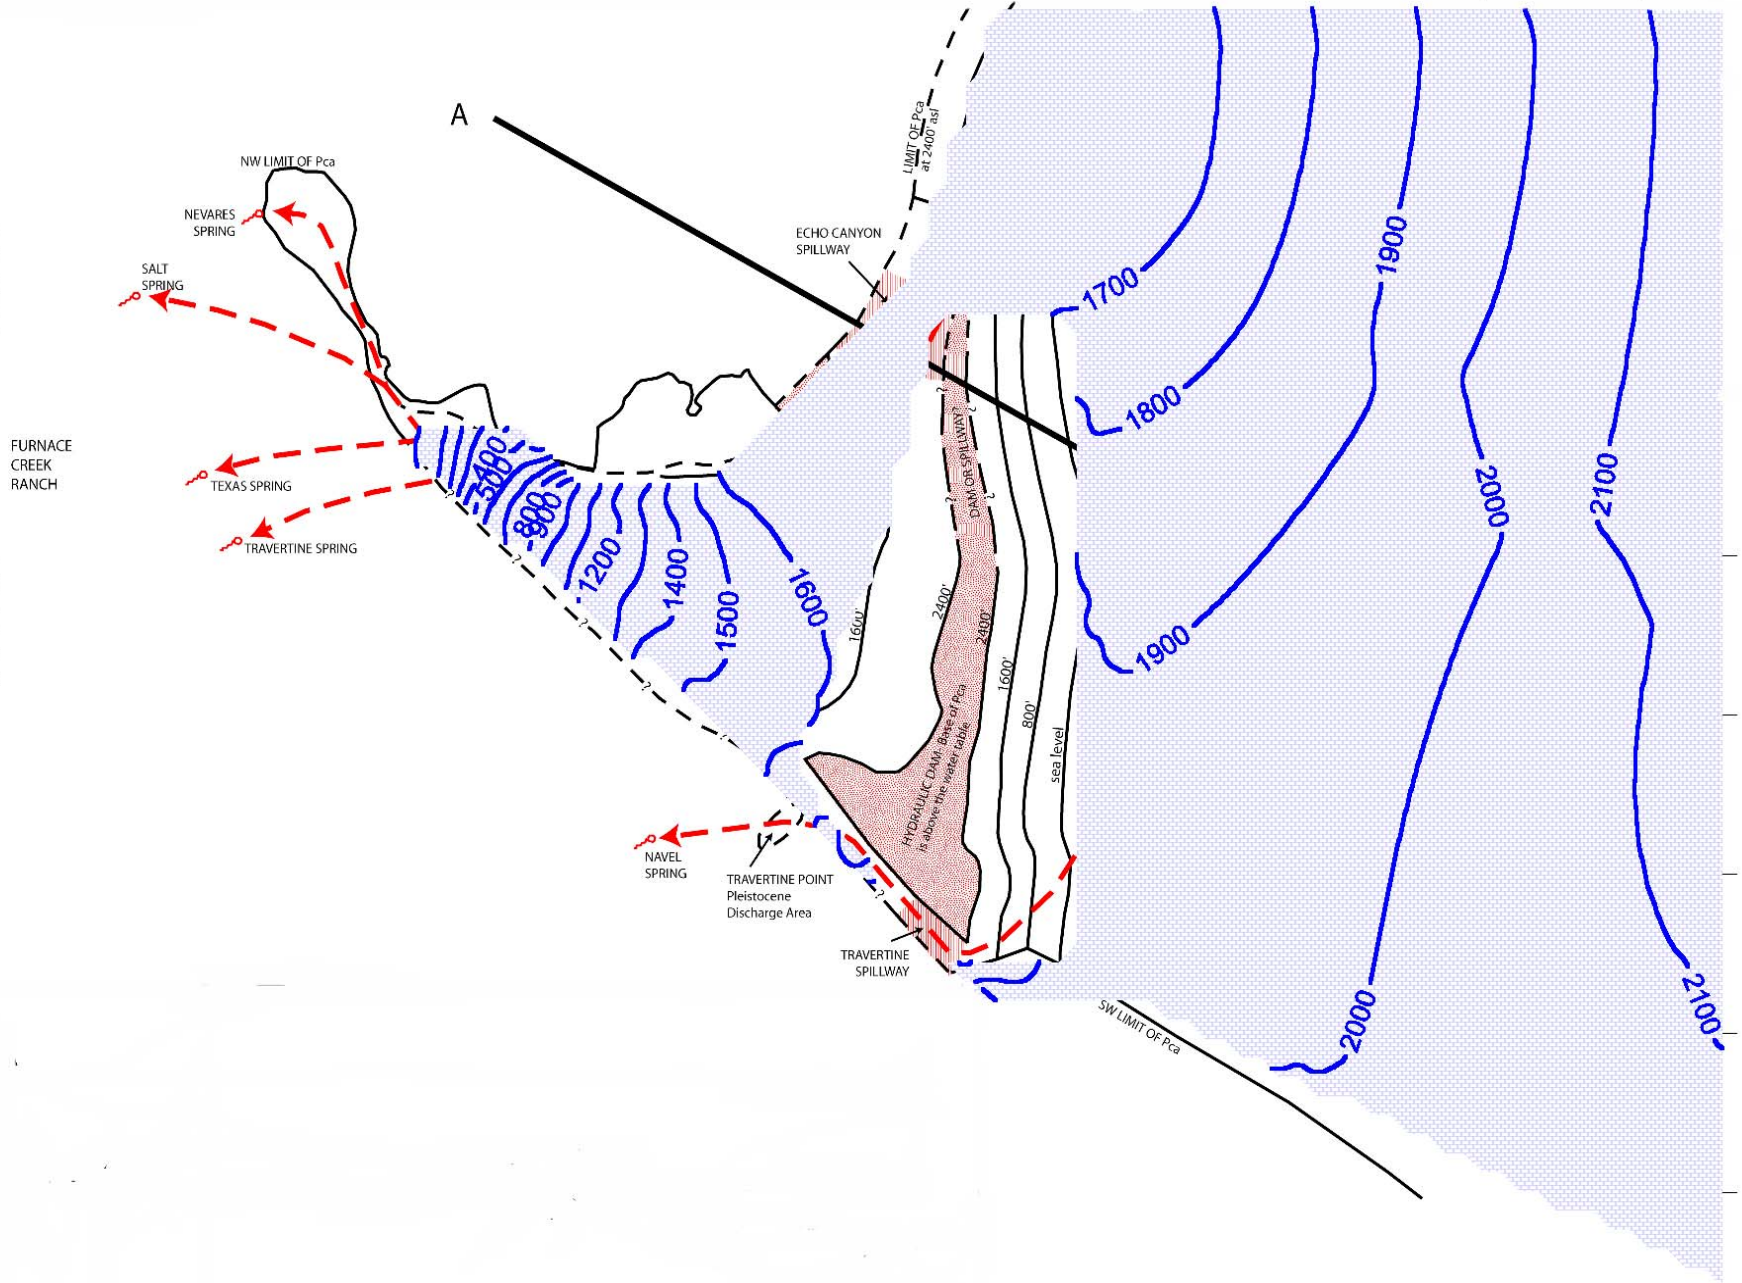 A
LIMIT OF Pca
at 2400' asl
NW LIMIT OF Pca
NEVARES
SPRING
ECHO CANYON
SPILLWAY
SALT
SPRING
1700
1900
1800
FURNACE
CREEK
RANCH
TEXAS SPRING
TRAVERTINE SPRING
400
500
800
900
1200
1400
1500
1600
DAM OR SPILLWAY?
2000
2100
1600'
2400'
2400'
1600'
800'
sea level
1900
HYDRAULIC DAM- Base of Pca
is above the water table
NAVEL
SPRING
TRAVERTINE POINT
Pleistocene
Discharge Area
TRAVERTINE
SPILLWAY
SW LIMIT OF Pca
2000
2100
?
?
?
?
?
?
?
?
?
?
?